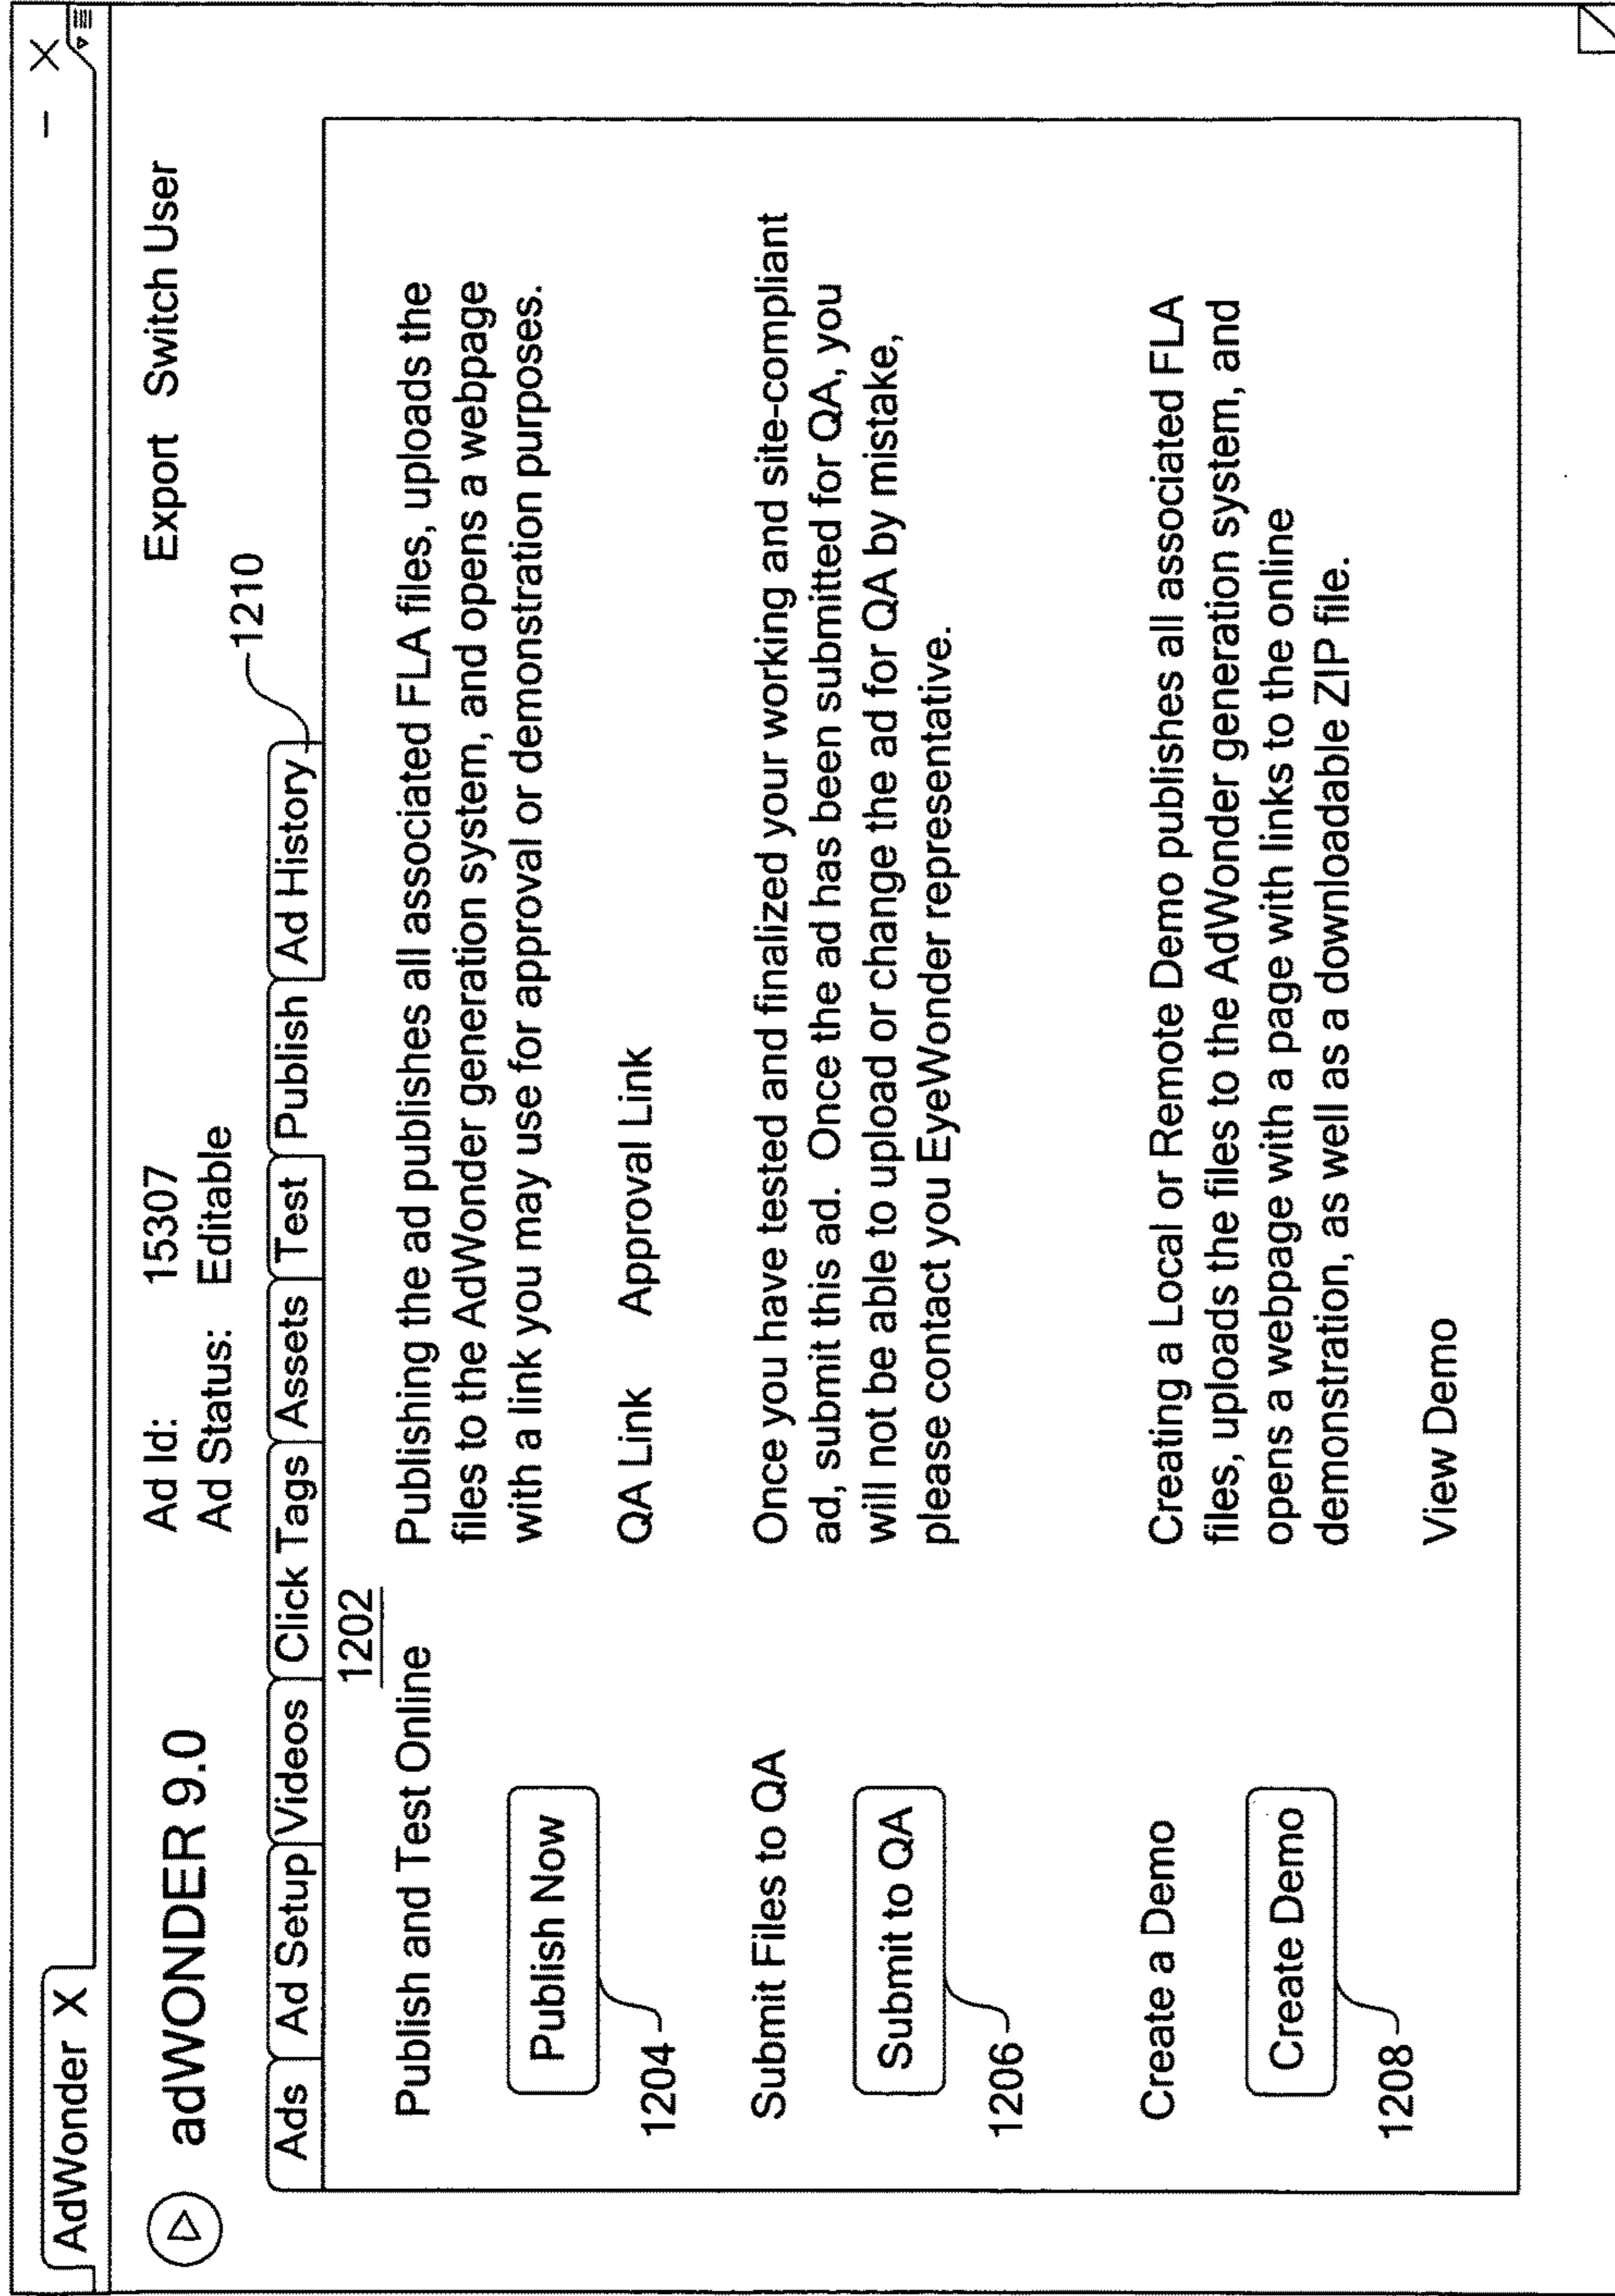 AdWonder X
adWONDER 9.0
Ad Id: 15307
Ad Status: Editable
Export Switch User
Ads Ad Setup Videos Click Tags Assets Test Publish Ad History
1210
1202
Publish and Test Online
Publishing the ad publishes all associated FLA files, uploads the
files to the AdWonder generation system, and opens a webpage
with a link you may use for approval or demonstration purposes.
Publish Now
1204
QA Link Approval Link
Submit Files to QA
Once you have tested and finalized your working and site-compliant
ad, submit this ad. Once the ad has been submitted for QA, you
will not be able to upload or change the ad for QA by mistake,
please contact you EyeWonder representative.
Submit to QA
1206
Create a Demo
Creating a Local or Remote Demo publishes all associated FLA
files, uploads the files to the AdWonder generation system, and
opens a webpage with a page with links to the online
demonstration, as well as a downloadable ZIP file.
Create Demo
1208
View Demo